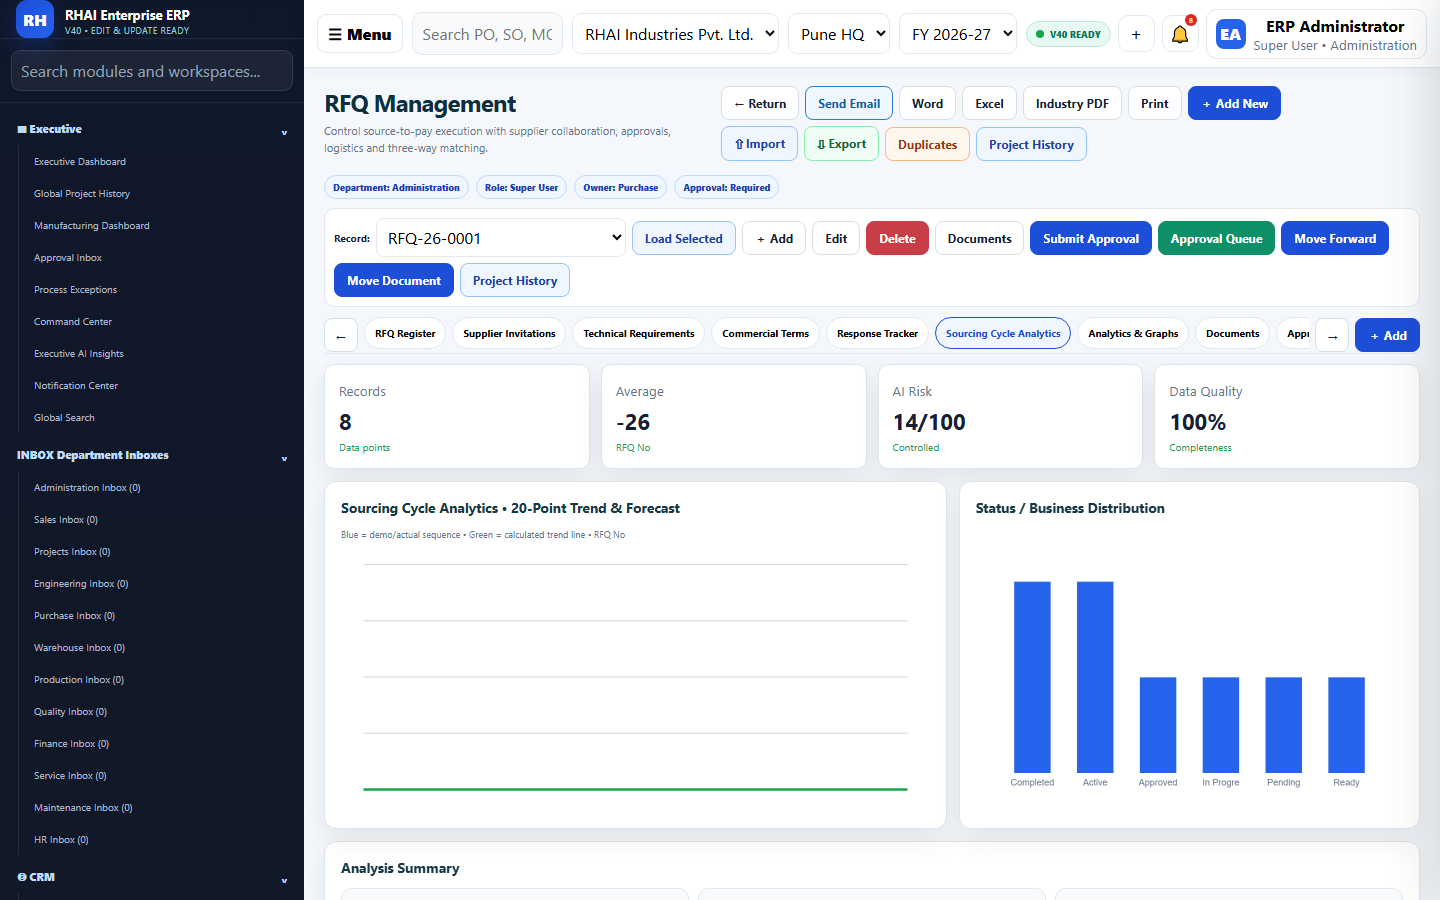 RH
RHAI Enterprise ERP
V40 • EDIT & UPDATE READY
Search modules and workspaces...
Executive
Executive Dashboard
Global Project History
Manufacturing Dashboard
Approval Inbox
Process Exceptions
Command Center
Executive AI Insights
Notification Center
Global Search
INBOX Department Inboxes
Administration Inbox (0)
Sales Inbox (0)
Projects Inbox (0)
Engineering Inbox (0)
Purchase Inbox (0)
Warehouse Inbox (0)
Production Inbox (0)
Quality Inbox (0)
Finance Inbox (0)
Service Inbox (0)
Maintenance Inbox (0)
HR Inbox (0)
CRM
☰ Menu
Search PO, SO, MO
RHAI Industries Pvt. Ltd.
Pune HQ
FY 2026-27
V40 READY
+
8
EA
ERP Administrator
Super User • Administration
RFQ Management
Control source-to-pay execution with supplier collaboration, approvals,
logistics and three-way matching.
← Return
Send Email
Word
Excel
Industry PDF
Print
+ Add New
⇧ Import
⇩ Export
Duplicates
Project History
Department: Administration
Role: Super User
Owner: Purchase
Approval: Required
Record:
RFQ-26-0001
Load Selected
+ Add
Edit
Delete
Documents
Submit Approval
Approval Queue
Move Forward
Move Document
Project History
←
RFQ Register
Supplier Invitations
Technical Requirements
Commercial Terms
Response Tracker
Sourcing Cycle Analytics
Analytics & Graphs
Documents
Appr
→
+ Add
Records
8
Data points
Average
-26
RFQ No
AI Risk
14/100
Controlled
Data Quality
100%
Completeness
Sourcing Cycle Analytics • 20-Point Trend & Forecast
Blue = demo/actual sequence • Green = calculated trend line • RFQ No
Status / Business Distribution
Completed
Active
Approved
In Progre
Pending
Ready
Analysis Summary